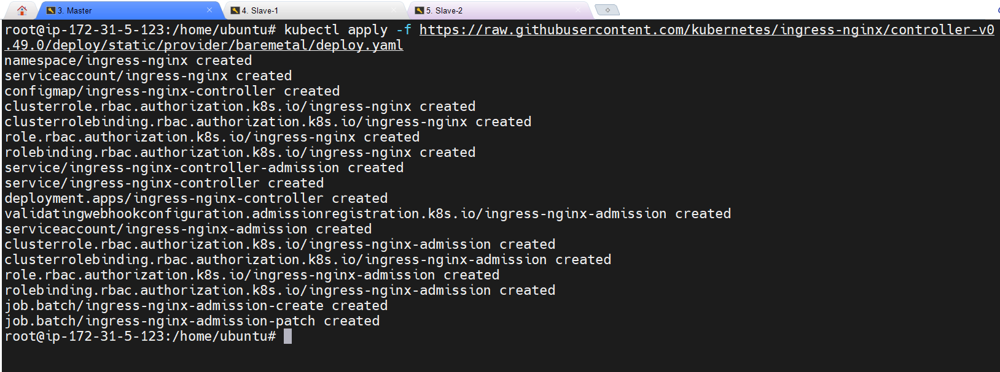 3. Master
4. Slave-1
5. Slave-2
root@ip-172-31-5-123:/home/ubuntu# kubectl apply -f https://raw.githubusercontent.com/kubernetes/ingress-nginx/controller-v0
.49.0/deploy/static/provider/baremetal/deploy.yaml
namespace/ingress-nginx created
serviceaccount/ingress-nginx created
configmap/ingress-nginx-controller created
clusterrole.rbac.authorization.k8s.io/ingress-nginx created
clusterrolebinding.rbac.authorization.k8s.io/ingress-nginx created
role.rbac.authorization.k8s.io/ingress-nginx created
rolebinding.rbac.authorization.k8s.io/ingress-nginx created
service/ingress-nginx-controller-admission created
service/ingress-nginx-controller created
deployment.apps/ingress-nginx-controller created
validatingwebhookconfiguration.admissionregistration.k8s.io/ingress-nginx-admission created
serviceaccount/ingress-nginx-admission created
clusterrole.rbac.authorization.k8s.io/ingress-nginx-admission created
clusterrolebinding.rbac.authorization.k8s.io/ingress-nginx-admission created
role.rbac.authorization.k8s.io/ingress-nginx-admission created
rolebinding.rbac.authorization.k8s.io/ingress-nginx-admission created
job.batch/ingress-nginx-admission-create created
job.batch/ingress-nginx-admission-patch created
root@ip-172-31-5-123:/home/ubuntu#